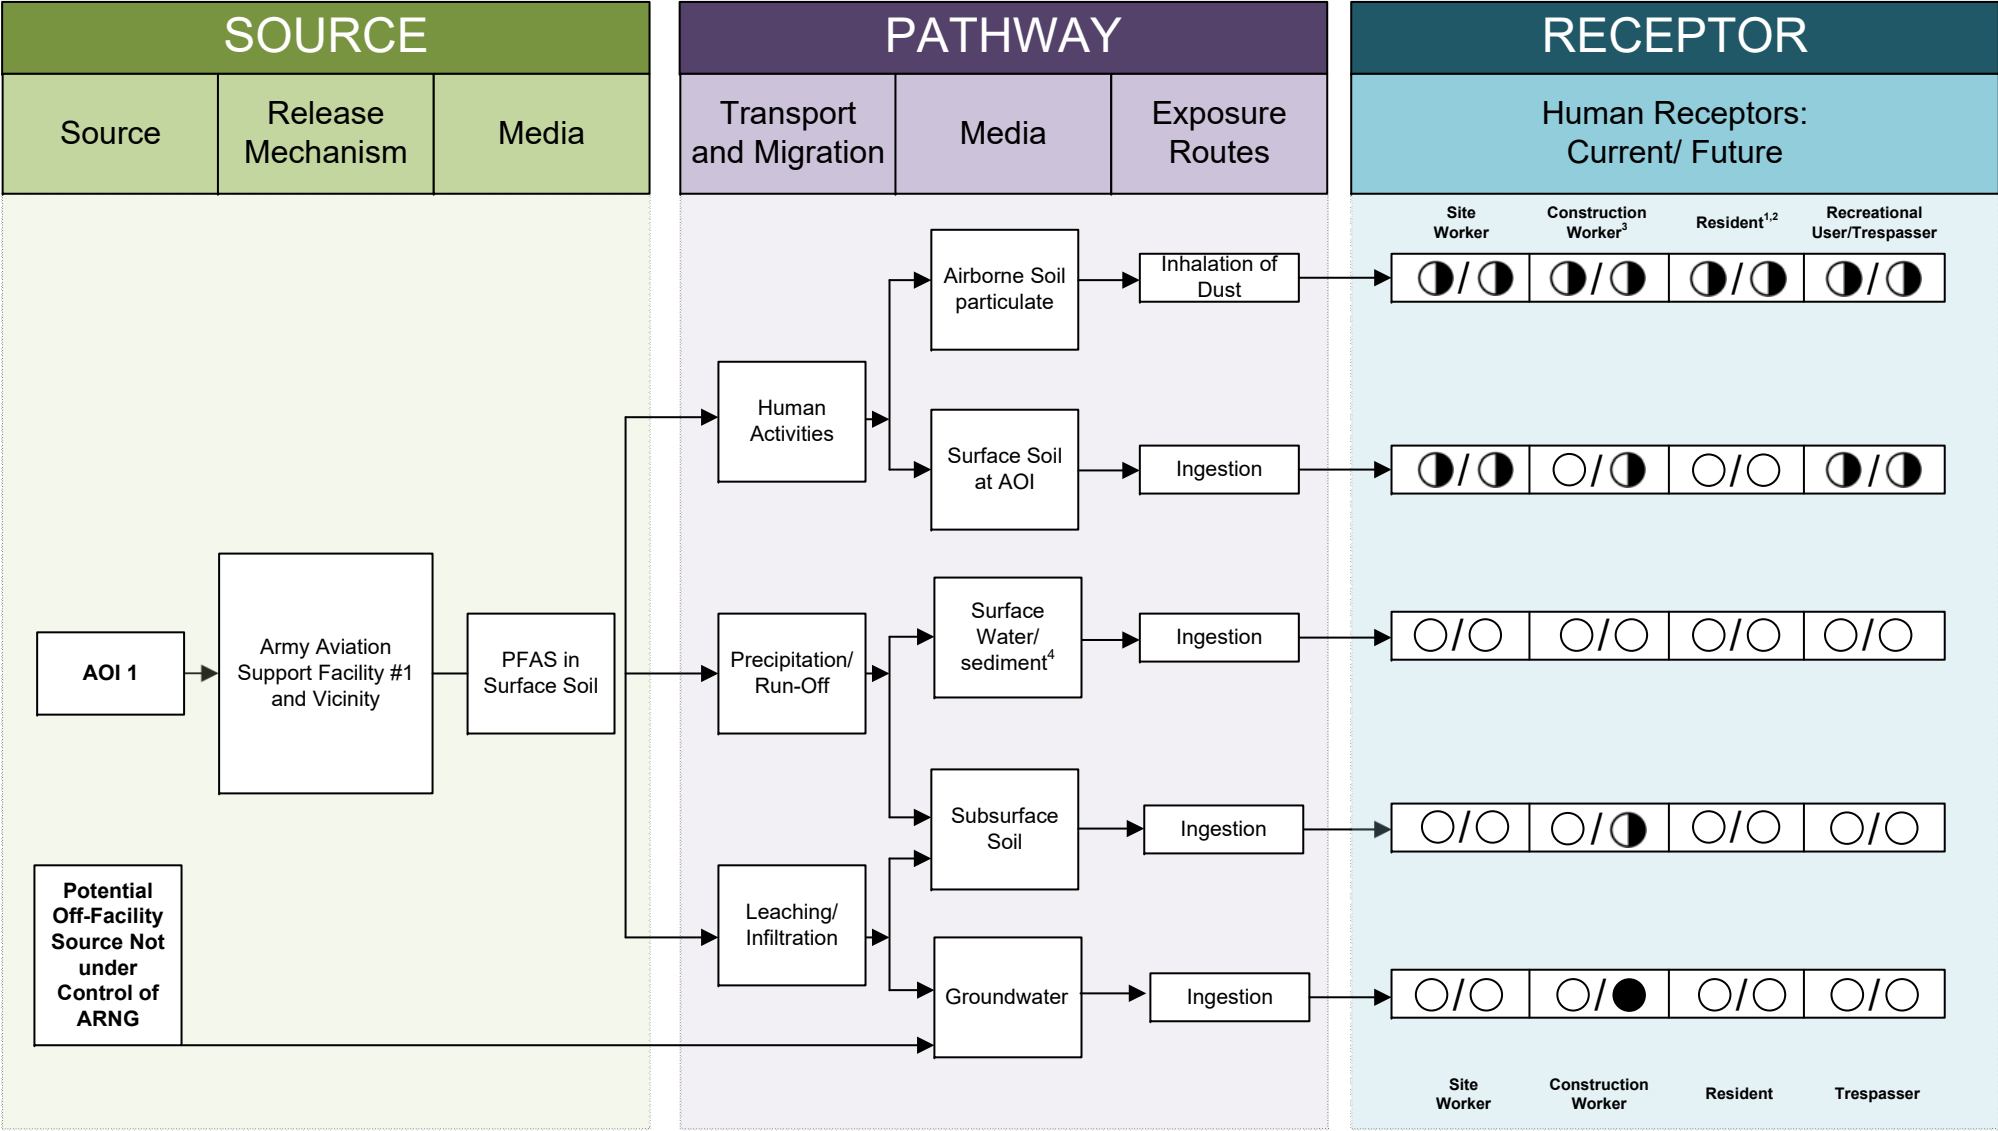 SOURCE
PATHWAY
RECEPTOR
Source
Release
Mechanism
Media
Transport
and Migration
Media
Exposure
Routes
Human Receptors:
Current/ Future
Site
Worker
Construction
Worker3
Resident1,2
Recreational
User/Trespasser
Airborne Soil
particulate
Inhalation of
Dust
/
/
/
/
Human
Activities
Surface Soil
at AOI
Ingestion
/
/
/
/
AOI 1
Army Aviation
Support Facility #1
and Vicinity
PFAS in
Surface Soil
Precipitation/
Run-Off
Surface
Water/
sediment4
Ingestion
/
/
/
/
Subsurface
Soil
Ingestion
/
/
/
/
Potential
Off-Facility
Source Not
under
Control of
ARNG
Leaching/
Infiltration
Groundwater
Ingestion
/
/
/
/
Site
Worker
Construction
Worker
Resident
Trespasser